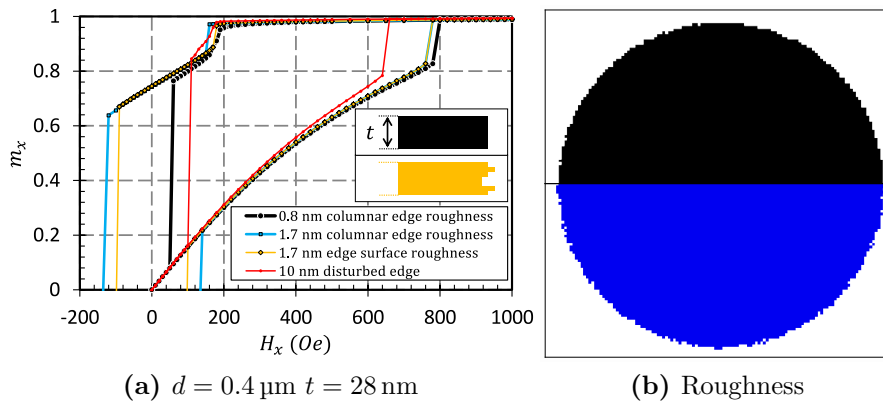 1
0.8
0.6
0.4
0.2
0
m_x
-200 0 200 400 600 800 1000
H_x (Oe)
t
0.8 nm columnar edge roughness
1.7 nm columnar edge roughness
1.7 nm edge surface roughness
10 nm disturbed edge
(a) d = 0.4 µm t = 28 nm
(b) Roughness